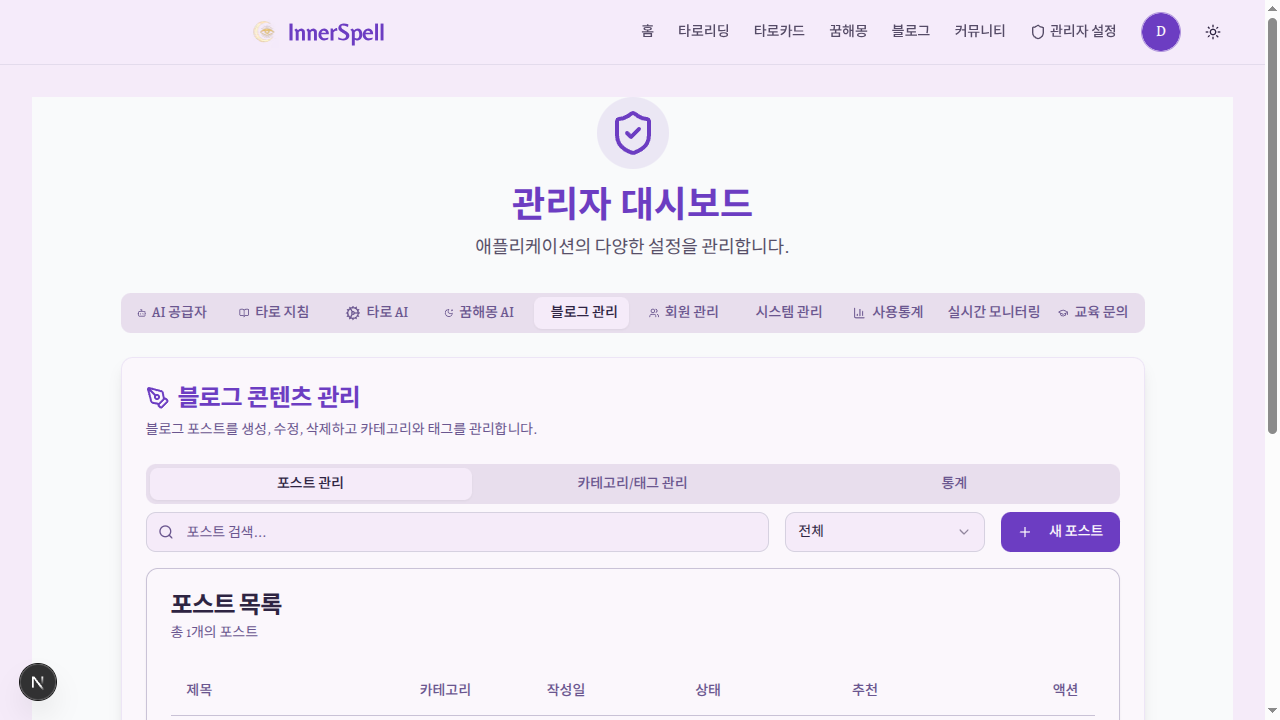 InnerSpell
홈 타로리딩 타로카드 꿈해몽 블로그 커뮤니티 관리자 설정 D
관리자 대시보드
애플리케이션의 다양한 설정을 관리합니다.
AI 공급자 타로 지침 타로 AI 꿈해몽 AI 블로그 관리 회원 관리 시스템 관리 사용통계 실시간 모니터링 교육 문의
블로그 콘텐츠 관리
블로그 포스트를 생성, 수정, 삭제하고 카테고리와 태그를 관리합니다.
포스트 관리 카테고리/태그 관리 통계
포스트 검색... 전체 새 포스트
포스트 목록
총 1개의 포스트
제목 카테고리 작성일 상태 추천 액션
N